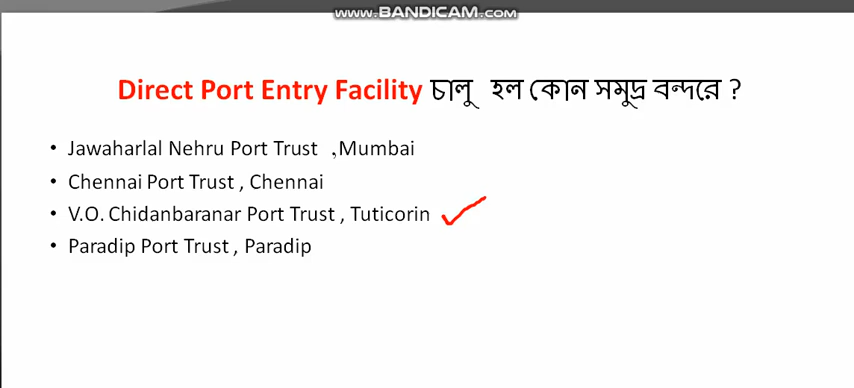 www.BANDICAM.com
Direct Port Entry Facility চালু হল কোন সমুদ্র বন্দরে ?
• Jawaharlal Nehru Port Trust ,Mumbai
• Chennai Port Trust , Chennai
• V.O. Chidanbaranar Port Trust , Tuticorin
• Paradip Port Trust , Paradip